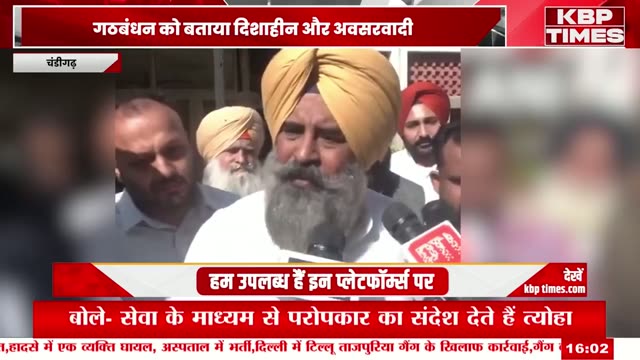 गठबंधन को बताया दिशाहीन और अवसरवादी
KBP
TIMES
चंडीगढ़
हम उपलब्ध हैं इन प्लेटफॉर्म्स पर
देखें
kbp times.com
बोले- सेवा के माध्यम से परोपकार का संदेश देते हैं त्योहा
हादसे में एक व्यक्ति घायल, अस्पताल में भर्ती,दिल्ली में टिल्लू ताजपुरिया गैंग के खिलाफ कार्रवाई,गैंग
16:02